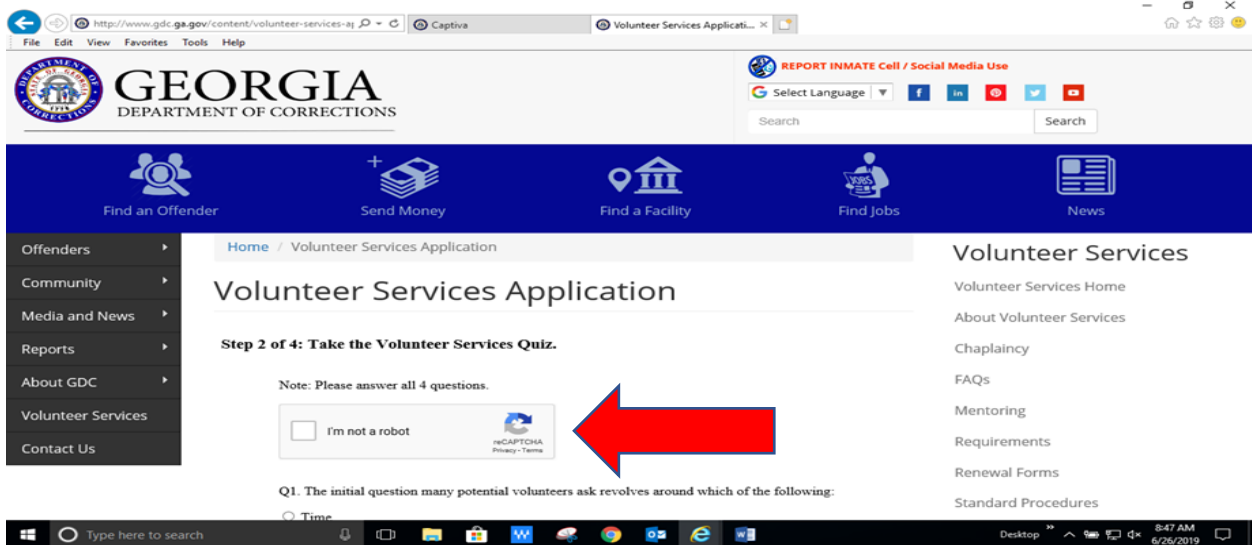 http://www.gdc.ga.gov/content/volunteer-services-a
Captiva
Volunteer Services Applicati...
File Edit View Favorites Tools Help
GEORGIA
DEPARTMENT OF CORRECTIONS
REPORT INMATE Cell / Social Media Use
Select Language
Search Search
Find an Offender Send Money Find a Facility JOBS Find Jobs News
Offenders
Community
Media and News
Reports
About GDC
Volunteer Services
Contact Us
Home / Volunteer Services Application
Volunteer Services Application
Step 2 of 4: Take the Volunteer Services Quiz.
Note: Please answer all 4 questions.
I'm not a robot
reCAPTCHA
Privacy - Terms
Q1. The initial question many potential volunteers ask revolves around which of the following:
Time
Volunteer Services
Volunteer Services Home
About Volunteer Services
Chaplaincy
FAQs
Mentoring
Requirements
Renewal Forms
Standard Procedures
Type here to search
Desktop
8:47 AM
6/26/2019